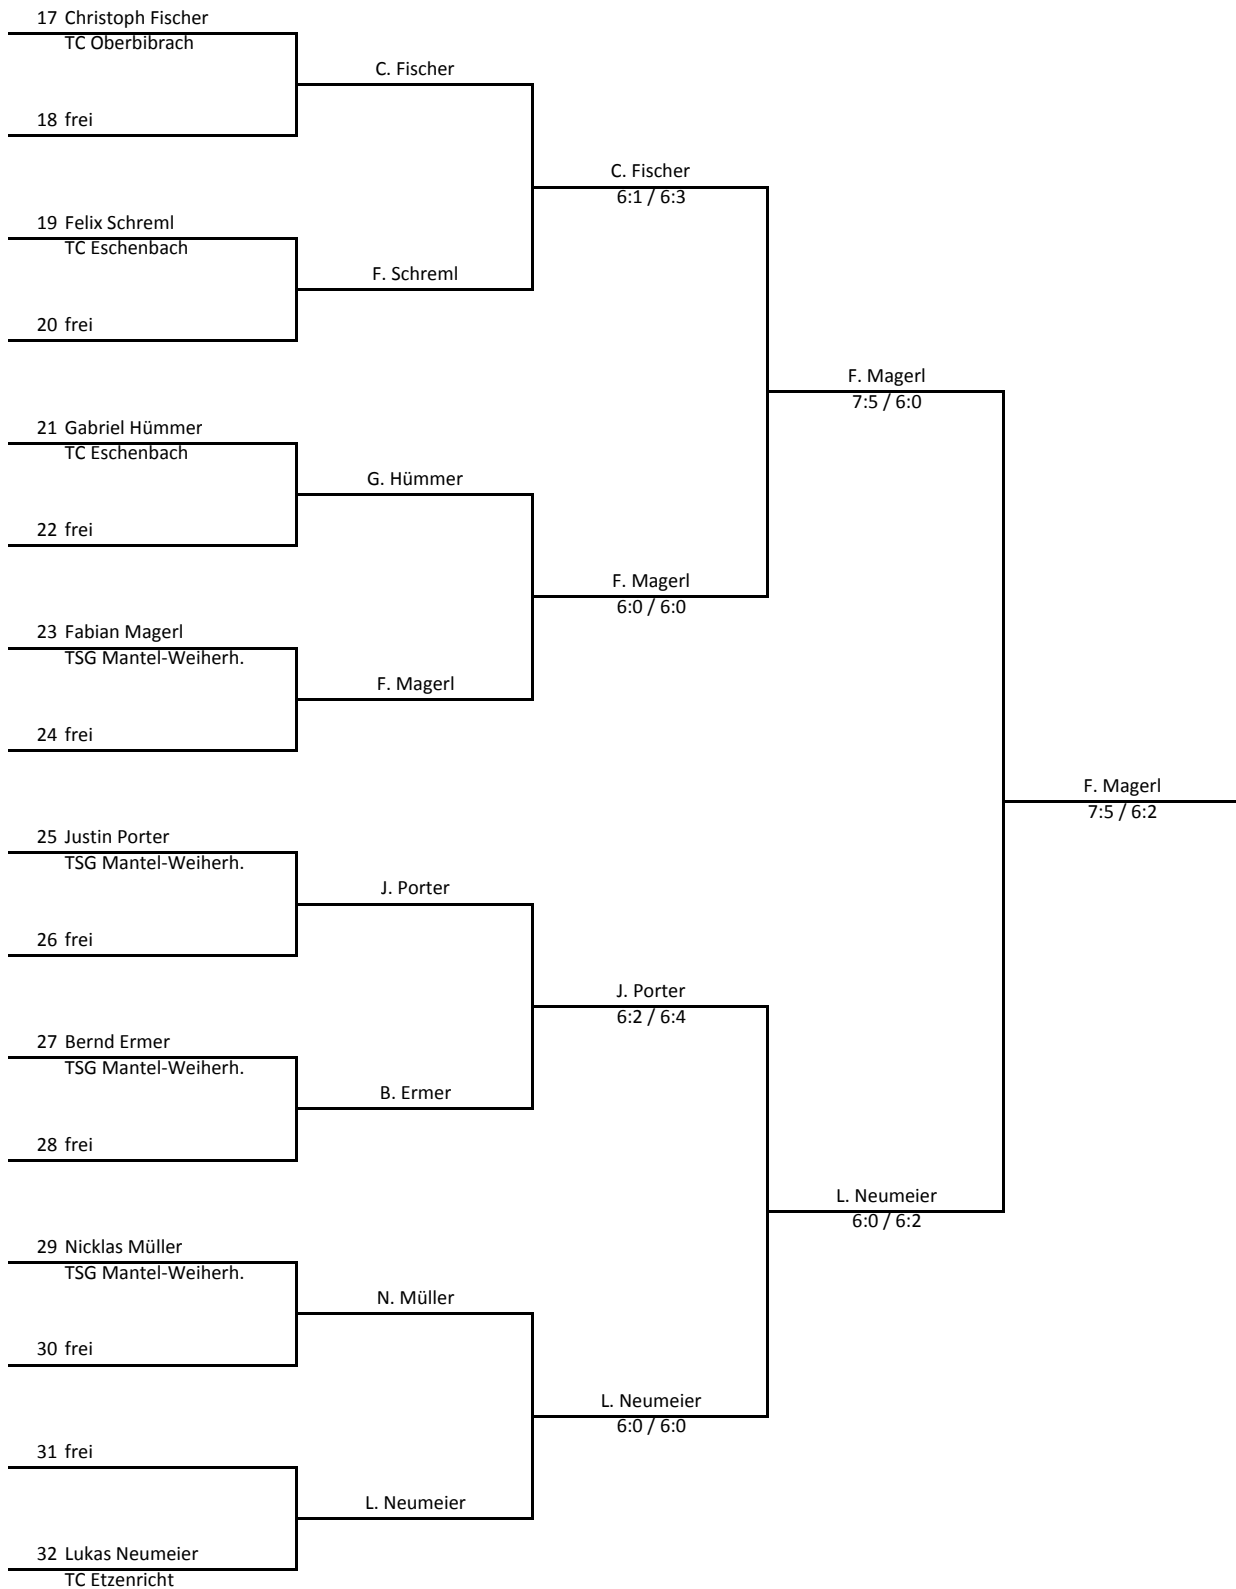 17 Christoph Fischer
TC Oberbibrach
C. Fischer
18 frei
C. Fischer
6:1 / 6:3
19 Felix Schreml
TC Eschenbach
F. Schreml
20 frei
F. Magerl
7:5 / 6:0
21 Gabriel Hümmer
TC Eschenbach
G. Hümmer
22 frei
F. Magerl
6:0 / 6:0
23 Fabian Magerl
TSG Mantel-Weiherh.
F. Magerl
24 frei
F. Magerl
7:5 / 6:2
25 Justin Porter
TSG Mantel-Weiherh.
J. Porter
26 frei
J. Porter
6:2 / 6:4
27 Bernd Ermer
TSG Mantel-Weiherh.
B. Ermer
28 frei
L. Neumeier
6:0 / 6:2
29 Nicklas Müller
TSG Mantel-Weiherh.
N. Müller
30 frei
L. Neumeier
6:0 / 6:0
31 frei
L. Neumeier
32 Lukas Neumeier
TC Etzenricht